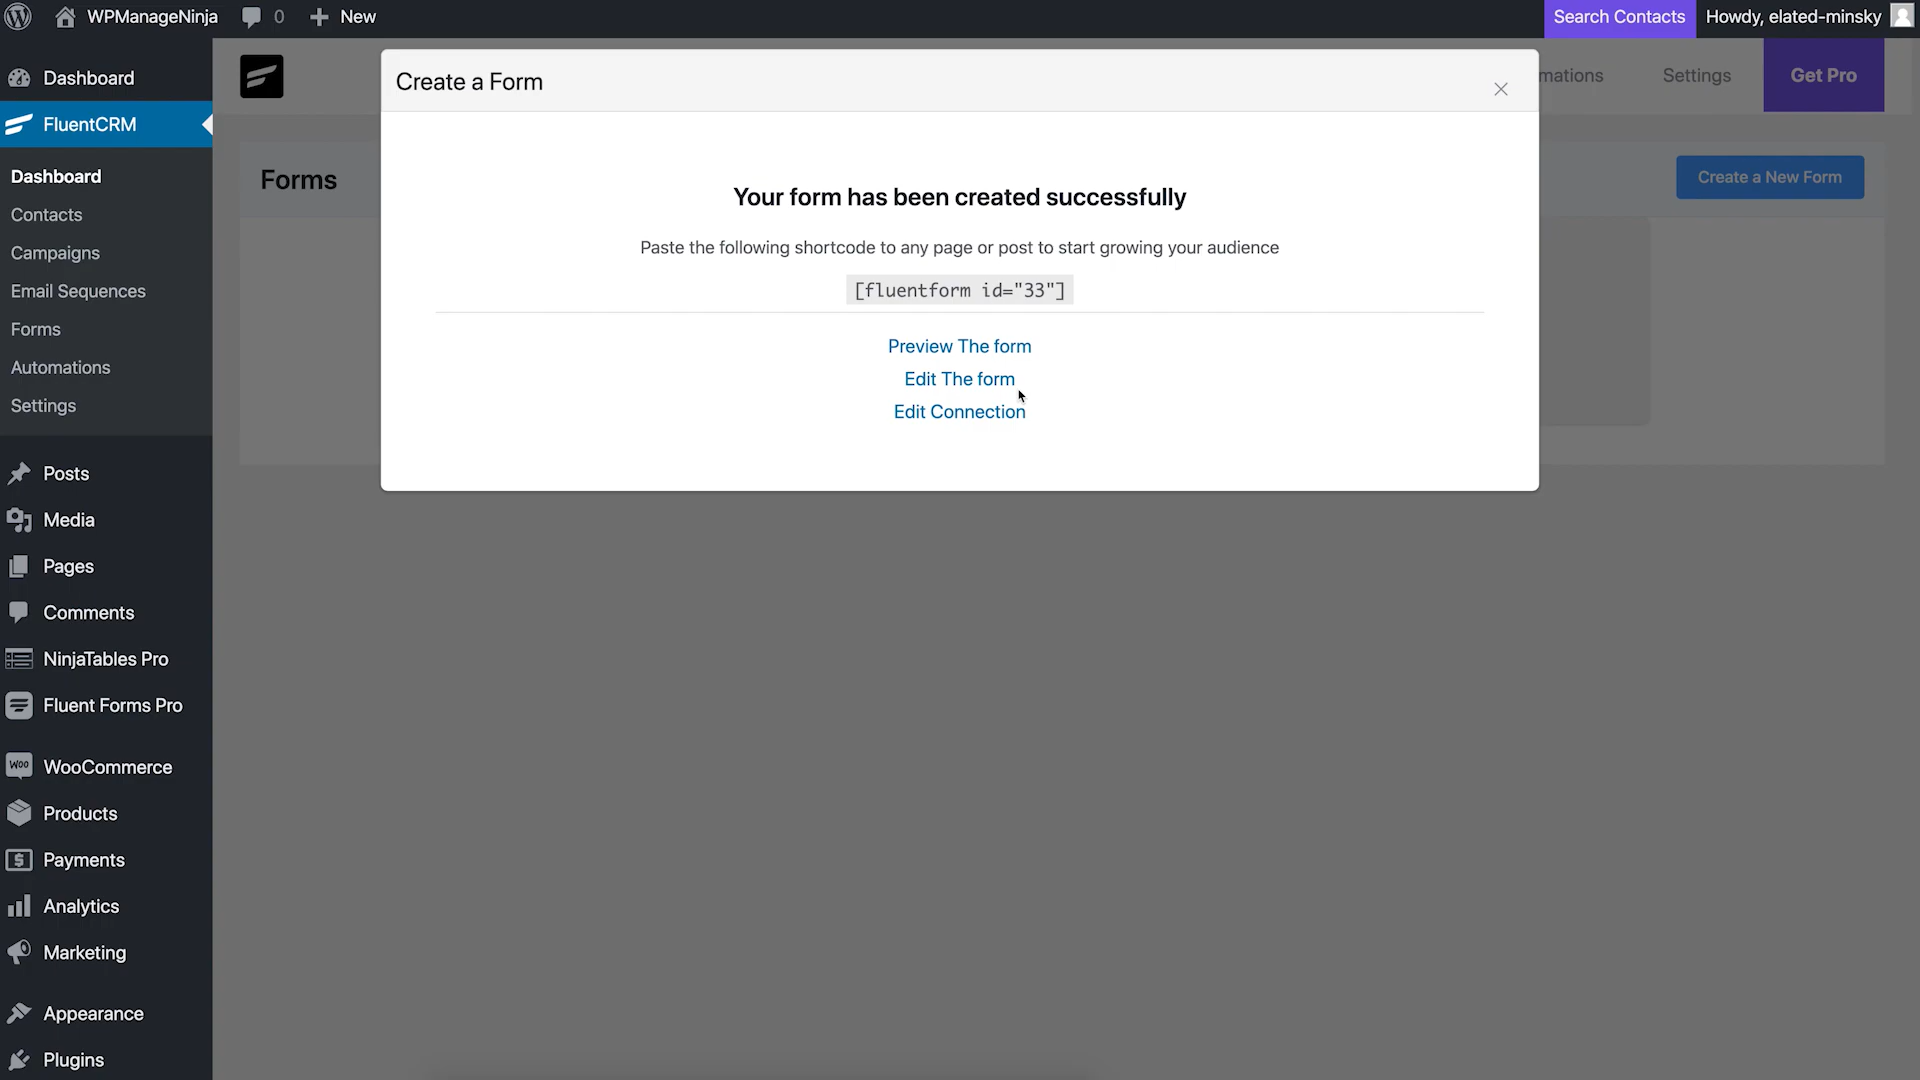 WPManageNinja
0
New
Search Contacts
Howdy, elated-minsky
Dashboard
FluentCRM
Dashboard
Contacts
Campaigns
Email Sequences
Forms
Automations
Settings
Posts
Media
Pages
Comments
NinjaTables Pro
Fluent Forms Pro
Woo
WooCommerce
Products
Payments
Analytics
Marketing
Appearance
Plugins
mations
Settings
Get Pro
Forms
Create a New Form
Create a Form
Your form has been created successfully
Paste the following shortcode to any page or post to start growing your audience
[fluentform id="33"]
Preview The form
Edit The form
Edit Connection